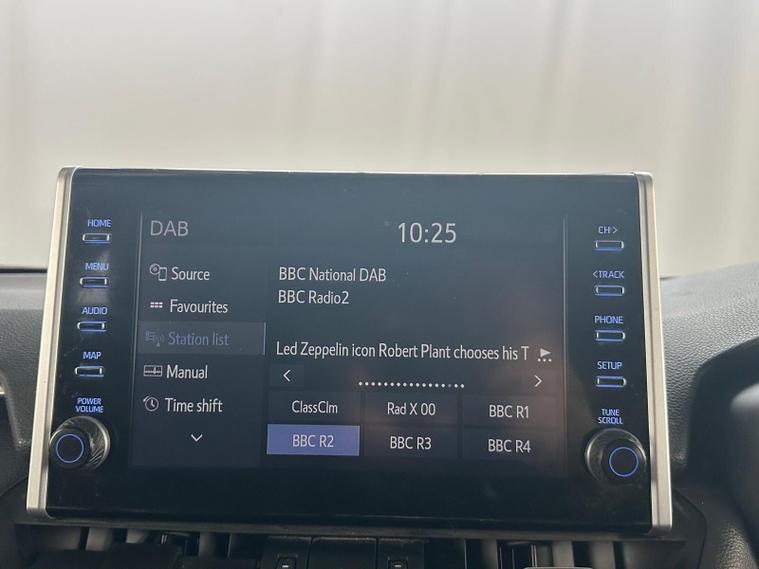 HOME
MENU
AUDIO
MAP
POWER
VOLUME
DAB
10:25
Source
Favourites
Station list
Manual
Time shift
BBC National DAB
BBC Radio2
Led Zeppelin icon Robert Plant chooses his T
ClassClm
Rad X 00
BBC R1
BBC R2
BBC R3
BBC R4
CH>
<TRACK
PHONE
SETUP
TUNE
SCROLL